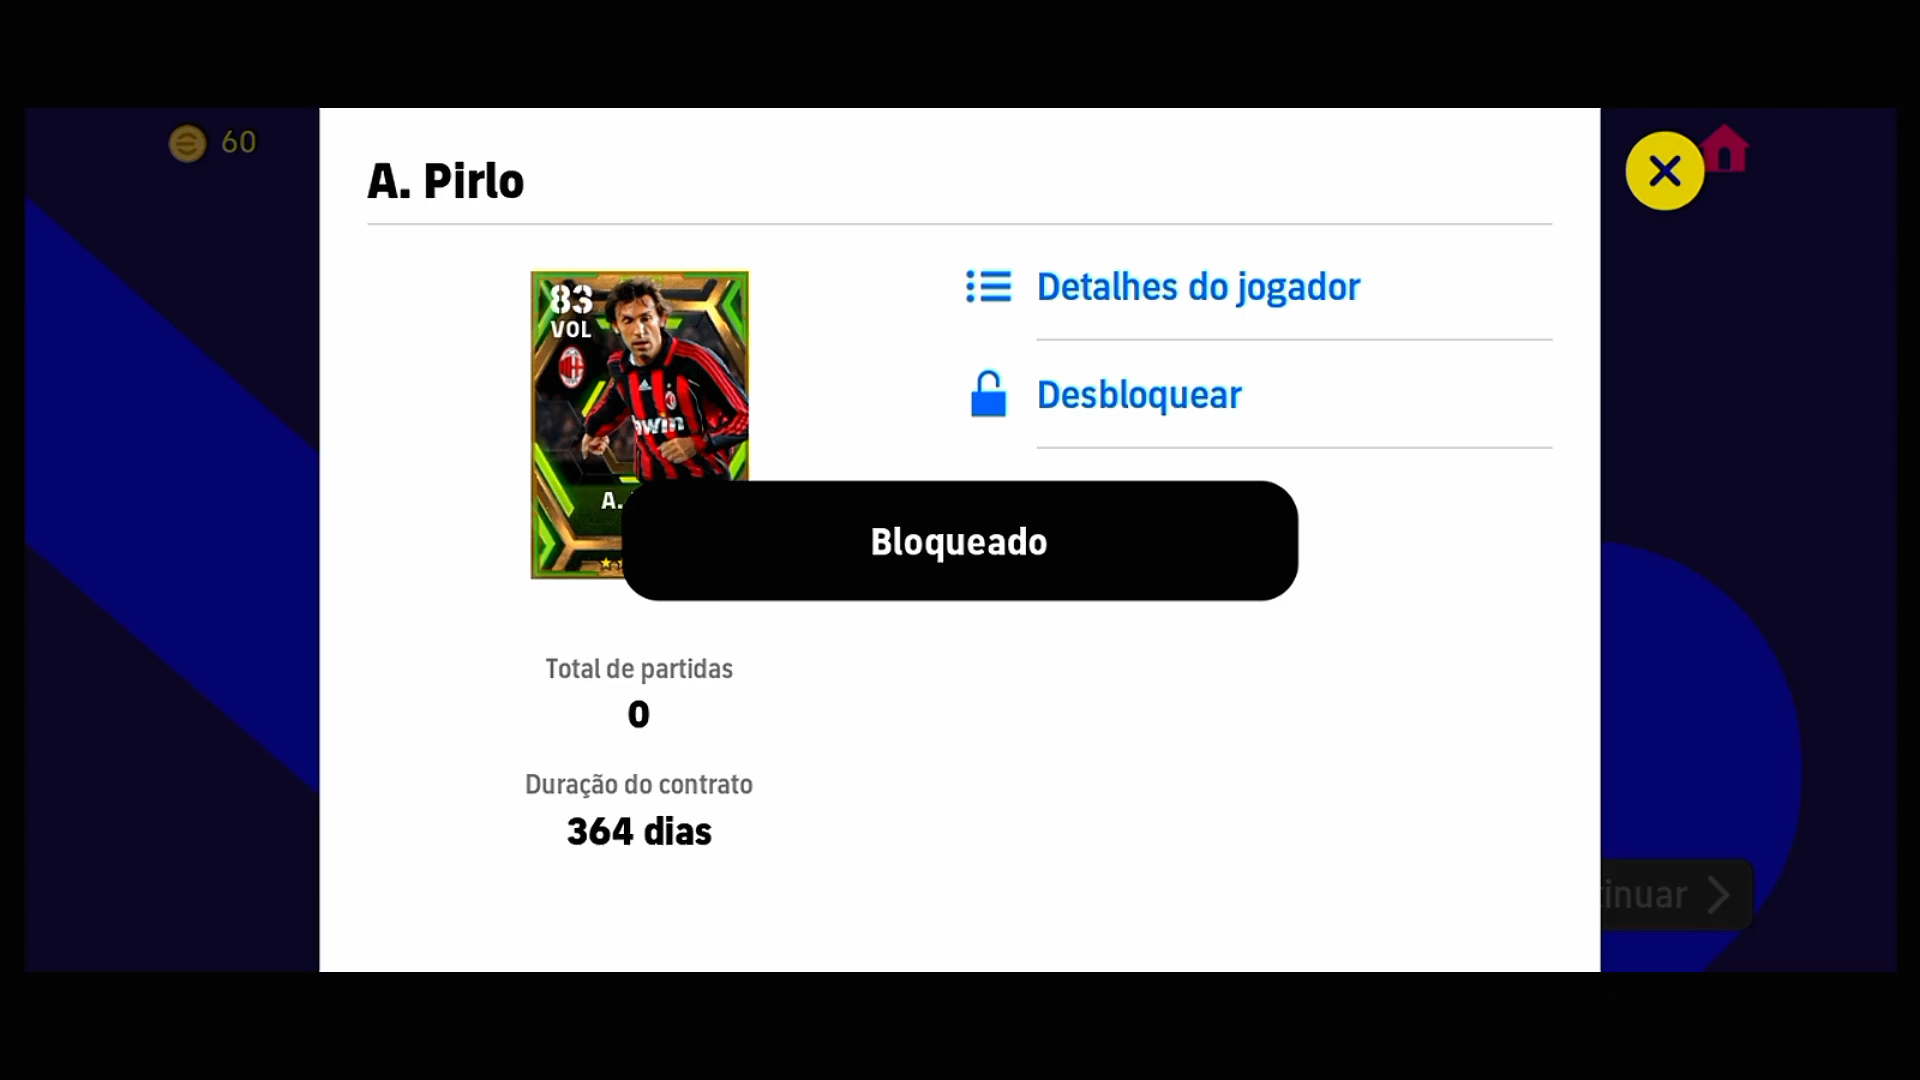 60
A. Pirlo
83
VOL
bwin
A.
Detalhes do jogador
Desbloquear
Bloqueado
Total de partidas
0
Duração do contrato
364 dias
tinuar